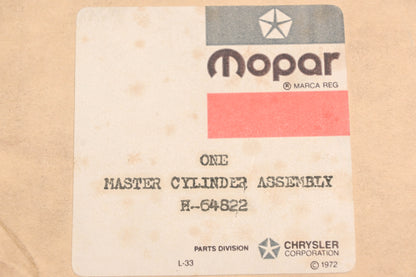 Mopar
® MARCA REG
ONE
MASTER CYLINDER ASSEMBLY
H-64822
PARTS DIVISION
CHRYSLER
CORPORATION
L-33
© 1972